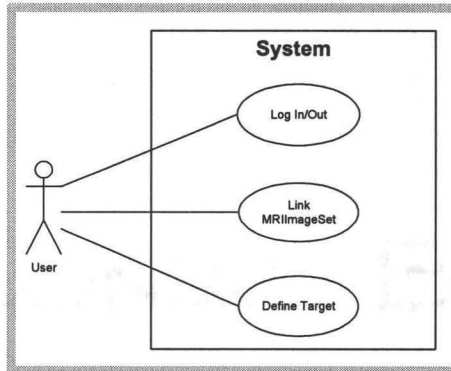 System
Log In/Out
Link
MRIImageSet
User
Define Target